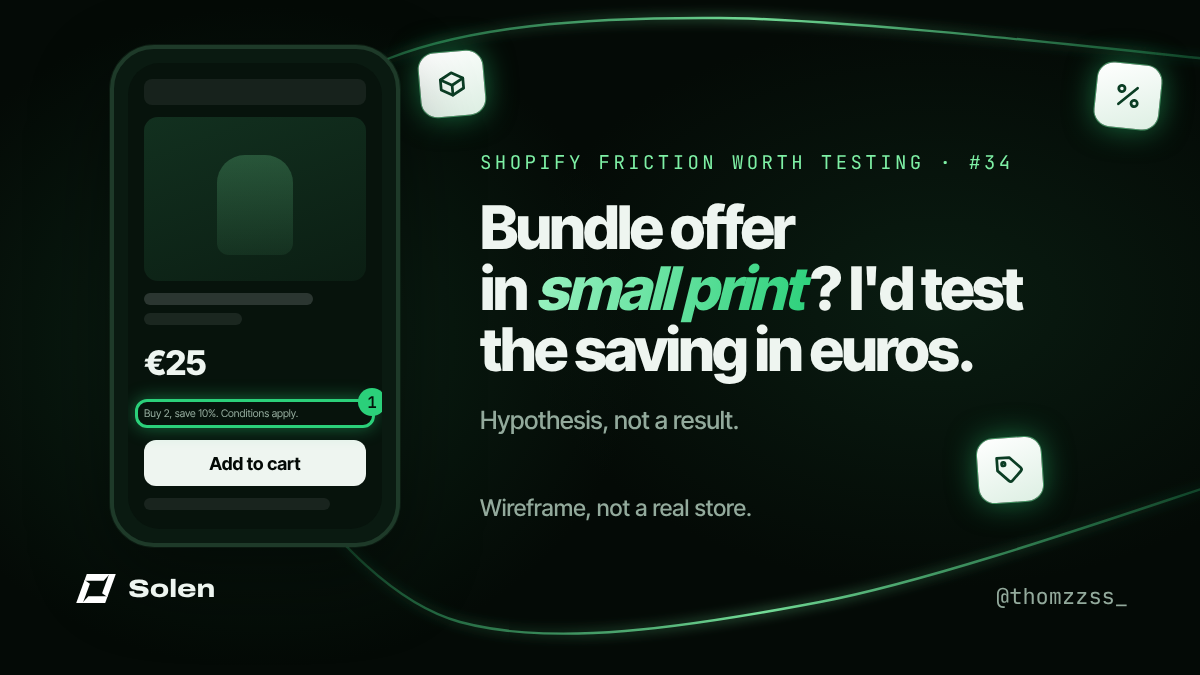 SHOPIFY FRICTION WORTH TESTING · #34
Bundle offer
in small print? I'd test
the saving in euros.
Hypothesis, not a result.
Wireframe, not a real store.
€25
Buy 2, save 10%. Conditions apply.
1
Add to cart
Solen
@thomzzss_